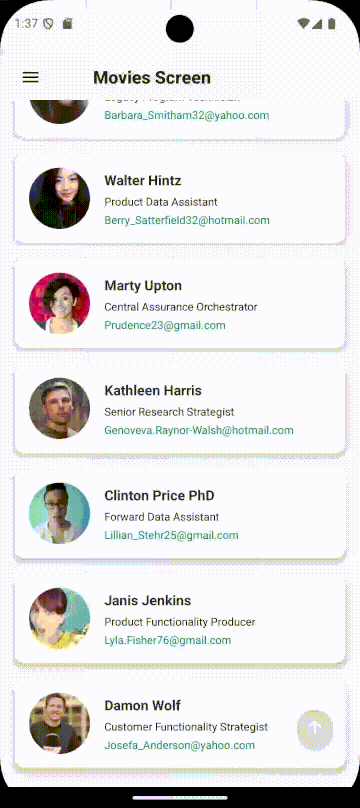 1:37
Movies Screen
Barbara_Smitham32@yahoo.com
Walter Hintz
Product Data Assistant
Berry_Satterfield32@hotmail.com
Marty Upton
Central Assurance Orchestrator
Prudence23@gmail.com
Kathleen Harris
Senior Research Strategist
Genoveva.Raynor-Walsh@hotmail.com
Clinton Price PhD
Forward Data Assistant
Lillian_Stehr25@gmail.com
Janis Jenkins
Product Functionality Producer
Lyla.Fisher76@gmail.com
Damon Wolf
Customer Functionality Strategist
Josefa_Anderson@yahoo.com